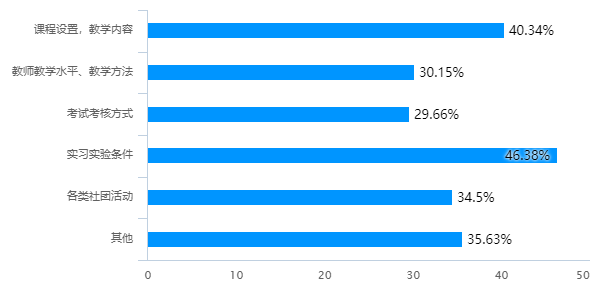 课程设置，教学内容 40.34%
教师教学水平、教学方法 30.15%
考试考核方式 29.66%
实习实验条件 46.38%
各类社团活动 34.5%
其他 35.63%
0 10 20 30 40 50